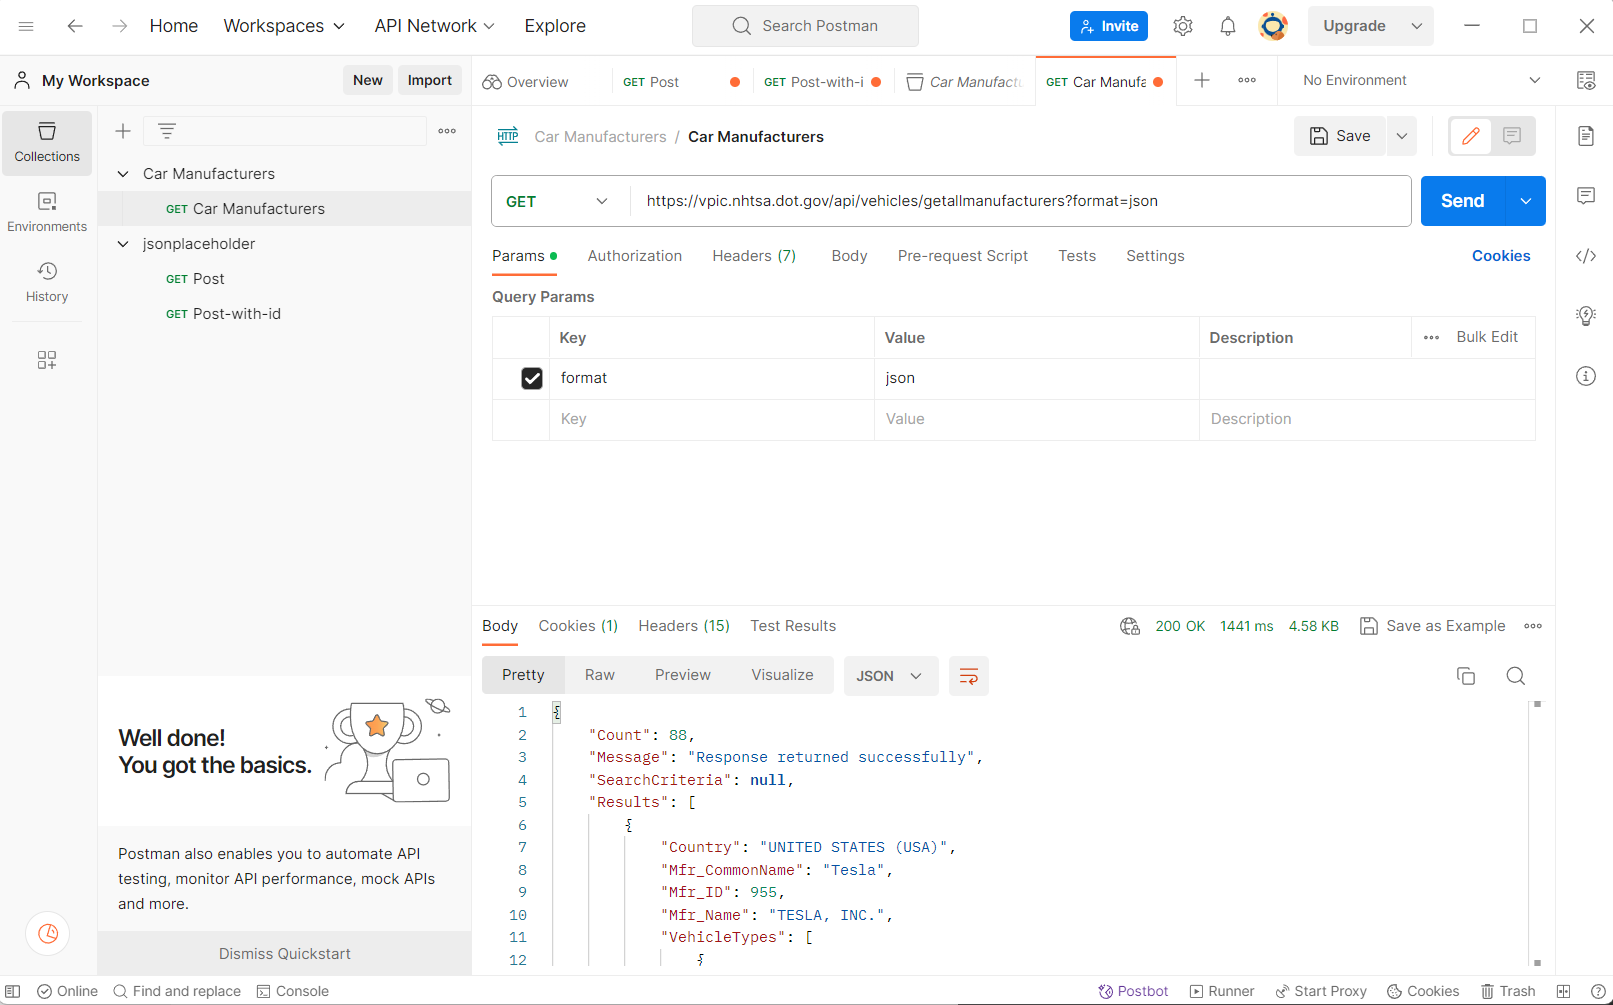 Home Workspaces API Network Explore Search Postman Invite Upgrade
My Workspace New Import Overview GET Post GET Post-with-i Car Manufactu GET Car Manufa No Environment
Collections
Environments
History
Car Manufacturers
GET Car Manufacturers
jsonplaceholder
GET Post
GET Post-with-id
HTTP Car Manufacturers / Car Manufacturers Save
GET https://vpic.nhtsa.dot.gov/api/vehicles/getallmanufacturers?format=json Send
Params Authorization Headers (7) Body Pre-request Script Tests Settings Cookies
Query Params
Key Value Description Bulk Edit
format json
Key Value Description
Body Cookies (1) Headers (15) Test Results 200 OK 1441 ms 4.58 KB Save as Example
Pretty Raw Preview Visualize JSON
1 {
2 "Count": 88,
3 "Message": "Response returned successfully",
4 "SearchCriteria": null,
5 "Results": [
6 {
7 "Country": "UNITED STATES (USA)",
8 "Mfr_CommonName": "Tesla",
9 "Mfr_ID": 955,
10 "Mfr_Name": "TESLA, INC.",
11 "VehicleTypes": [
12 {
Well done!
You got the basics.
Postman also enables you to automate API
testing, monitor API performance, mock APIs
and more.
Dismiss Quickstart
Online Find and replace Console Postbot Runner Start Proxy Cookies Trash